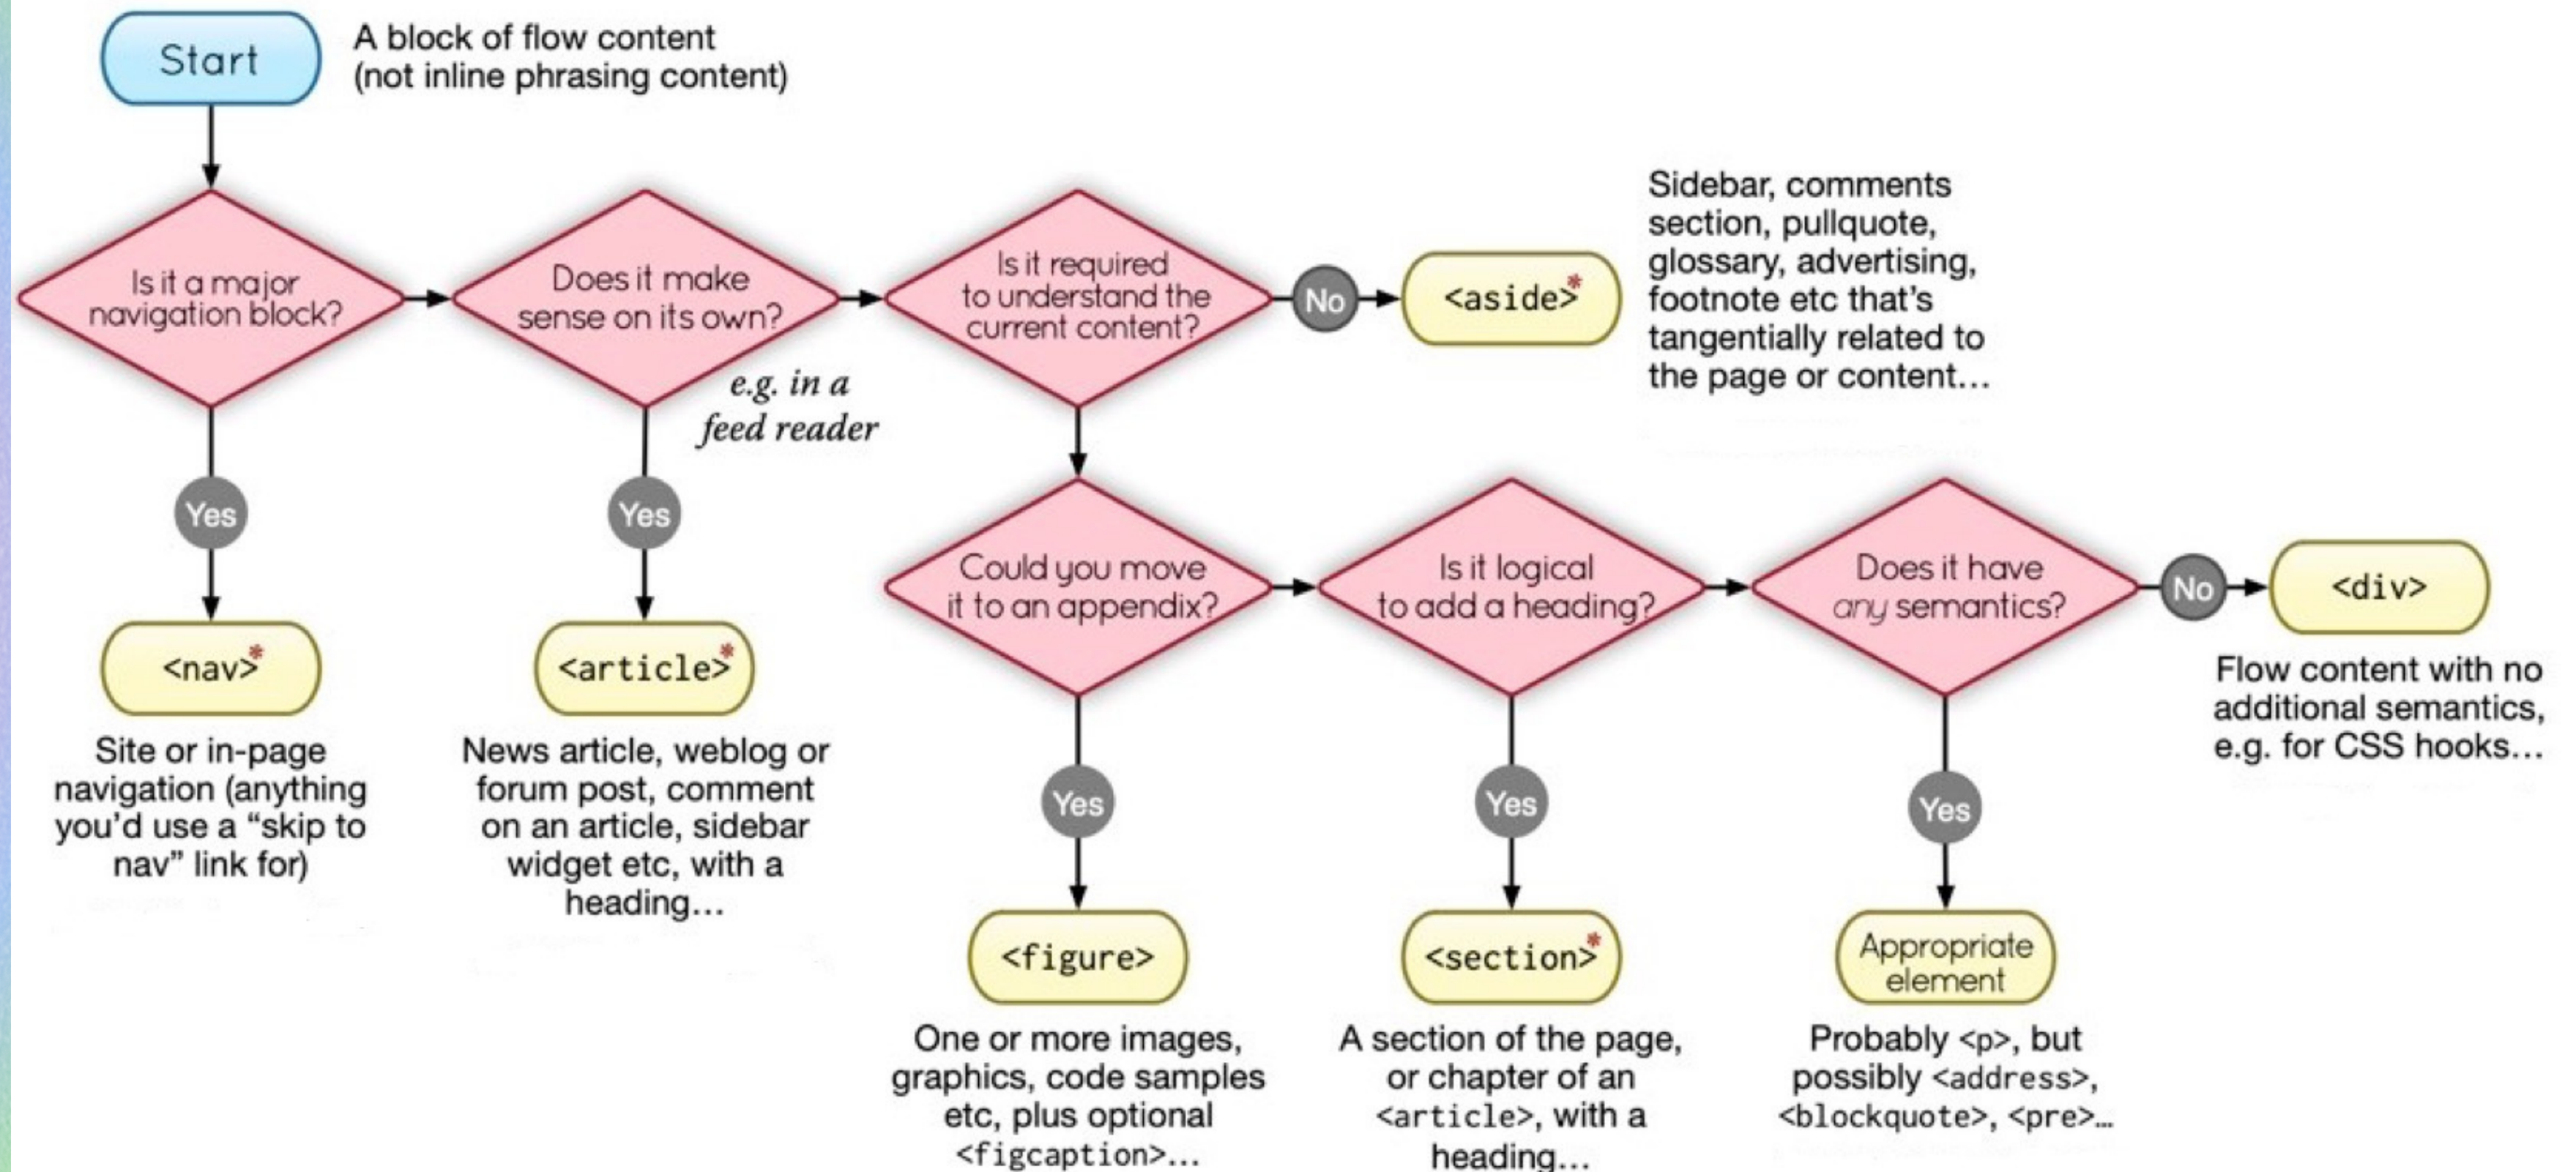 Start
A block of flow content
(not inline phrasing content)
Is it a major
navigation block?
Does it make
sense on its own?
e.g. in a
feed reader
Is it required
to understand the
current content?
No
<aside>*
Sidebar, comments
section, pullquote,
glossary, advertising,
footnote etc that's
tangentially related to
the page or content...
Yes
<nav>*
Site or in-page
navigation (anything
you'd use a “skip to
nav” link for)
Yes
<article>*
News article, weblog or
forum post, comment
on an article, sidebar
widget etc, with a
heading...
Could you move
it to an appendix?
Is it logical
to add a heading?
Does it have
any semantics?
No
<div>
Flow content with no
additional semantics,
e.g. for CSS hooks...
Yes
<figure>
One or more images,
graphics, code samples
etc, plus optional
<figcaption>...
Yes
<section>*
A section of the page,
or chapter of an
<article>, with a
heading...
Yes
Appropriate
element
Probably <p>, but
possibly <address>,
<blockquote>, <pre>...